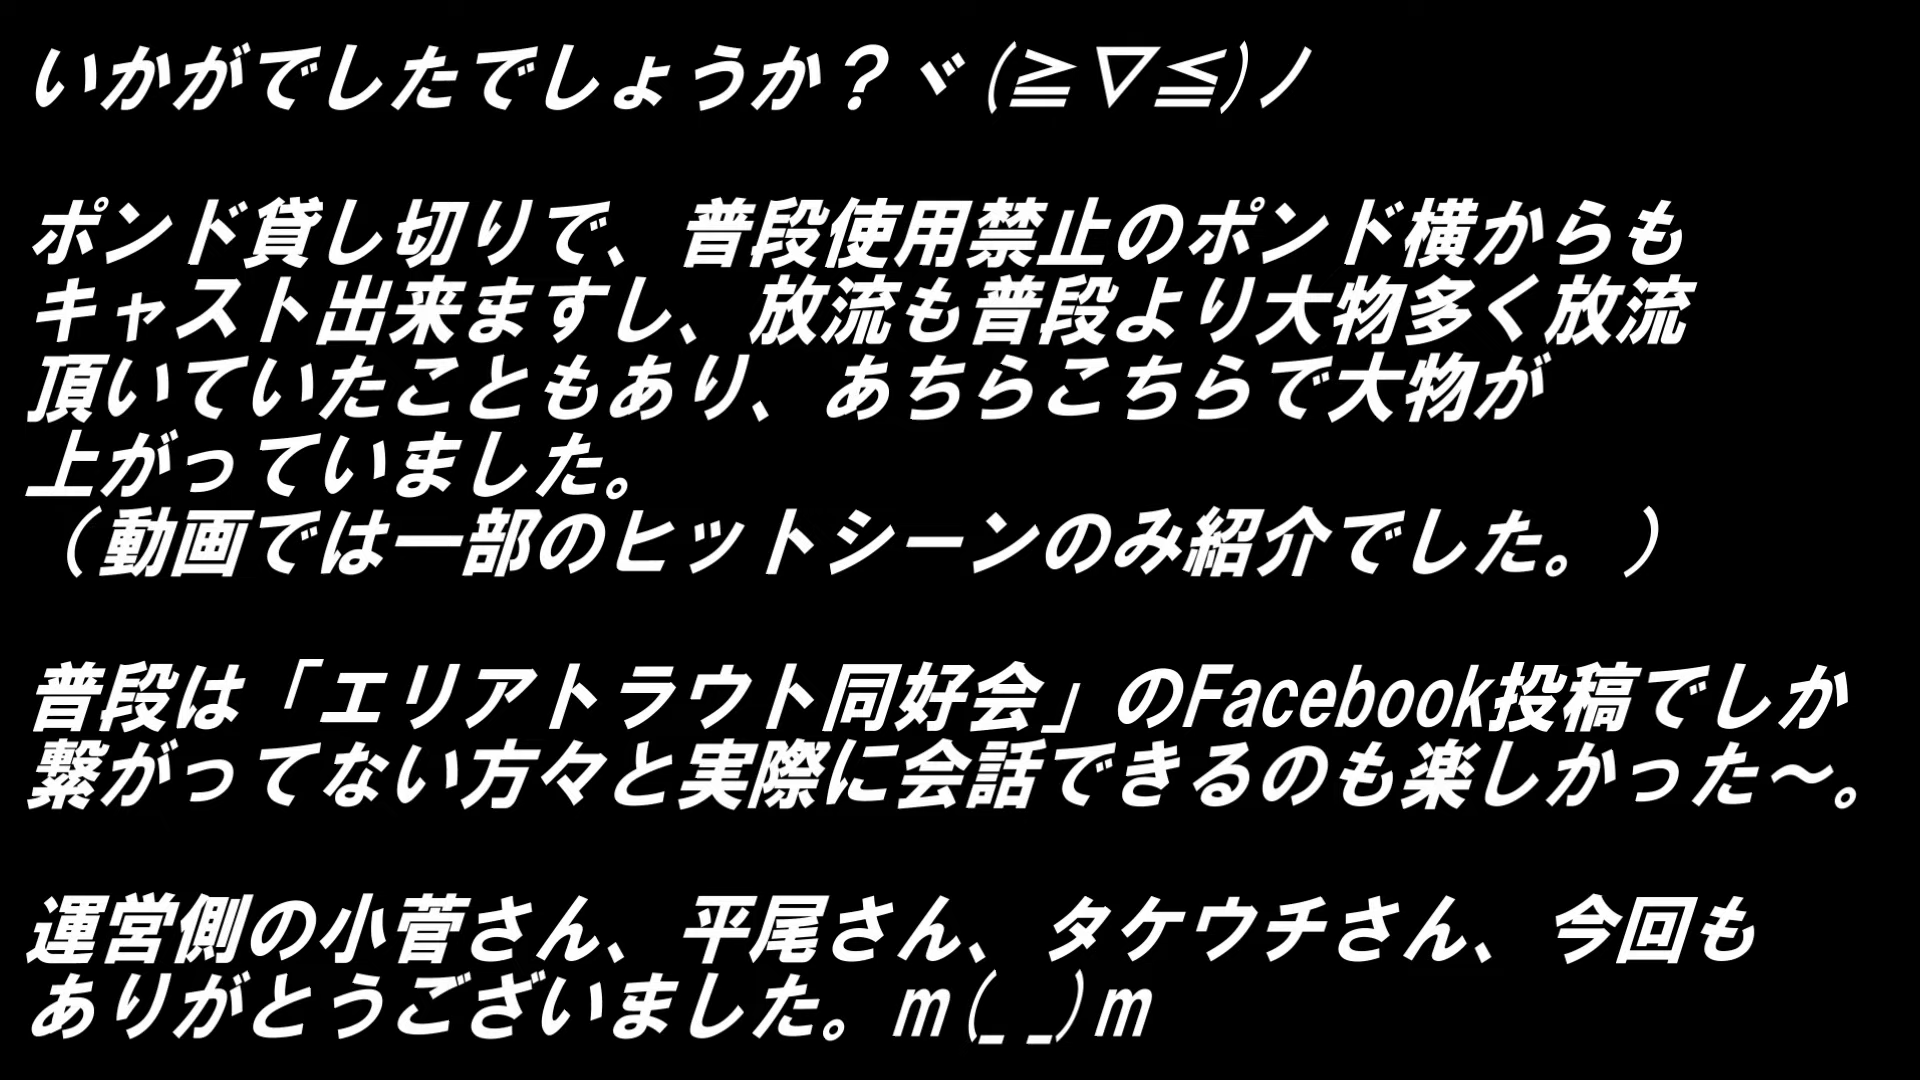 いかがでしたでしょうか？ヾ(≧∇≦)ノ
ポンド貸し切りで、普段使用禁止のポンド横からも
キャスト出来ますし、放流も普段より大物多く放流
頂いていたこともあり、あちらこちらで大物が
上がっていました。
（動画では一部のヒットシーンのみ紹介でした。）
普段は「エリアトラウト同好会」のFacebook投稿でしか
繋がってない方々と実際に会話できるのも楽しかった～。
運営側の小菅さん、平尾さん、タケウチさん、今回も
ありがとうございました。m(_ _)m